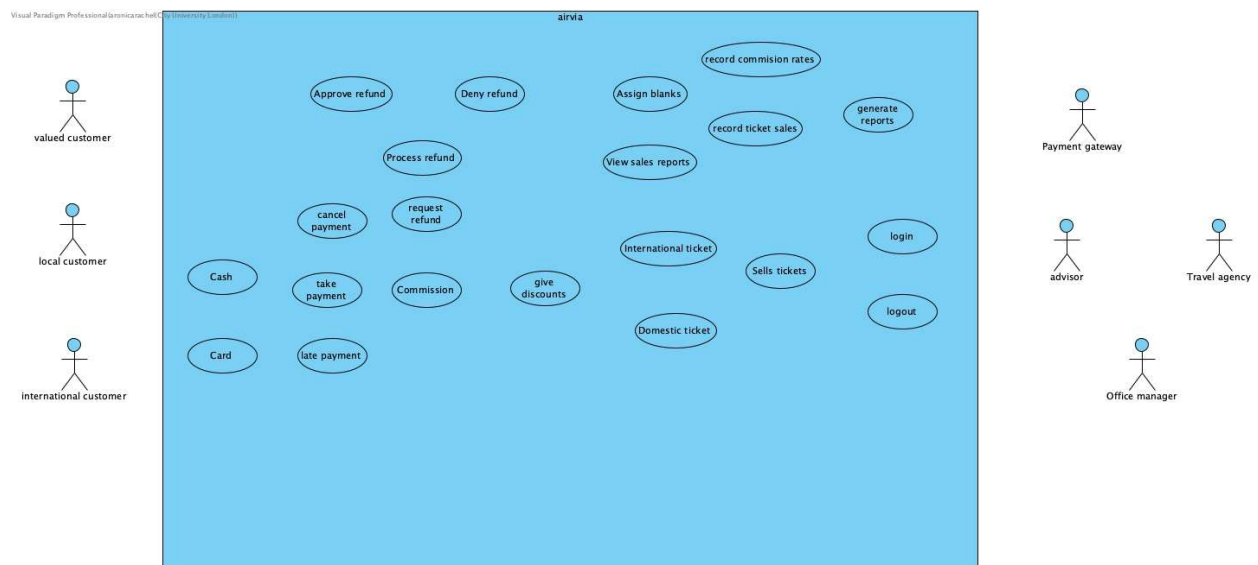 Visual Paradigm Professional(aronicarachel(City University London))
airvia
record commision rates
Approve refund
Deny refund
Assign blanks
generate
reports
record ticket sales
valued customer
Payment gateway
Process refund
View sales reports
cancel
payment
request
refund
login
International ticket
local customer
Cash
take
payment
Commission
give
discounts
Sells tickets
advisor
Travel agency
logout
Domestic ticket
Card
late payment
international customer
Office manager